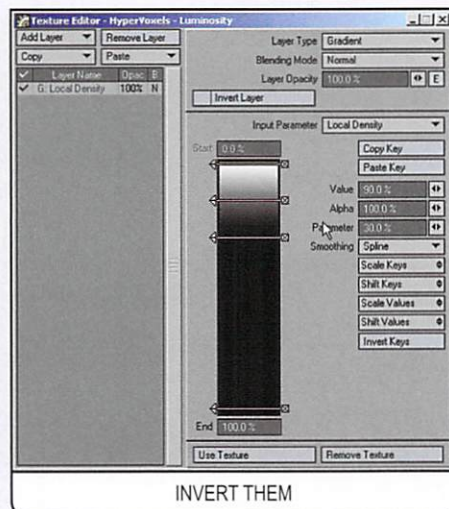 Texture Editor - HyperVoxels - Luminosity
Add Layer Remove Layer
Copy Paste
Layer Name Opac B
G: Local Density 100% N
Layer Type Gradient
Blending Mode Normal
Layer Opacity 100.0 % E
Invert Layer
Input Parameter Local Density
Start 0.0 %
Copy Key
Paste Key
Value 90.0 %
Alpha 100.0 %
Parameter 30.0 %
Smoothing Spline
Scale Keys
Shift Keys
Scale Values
Shift Values
Invert Keys
End 100.0 %
Use Texture Remove Texture
INVERT THEM